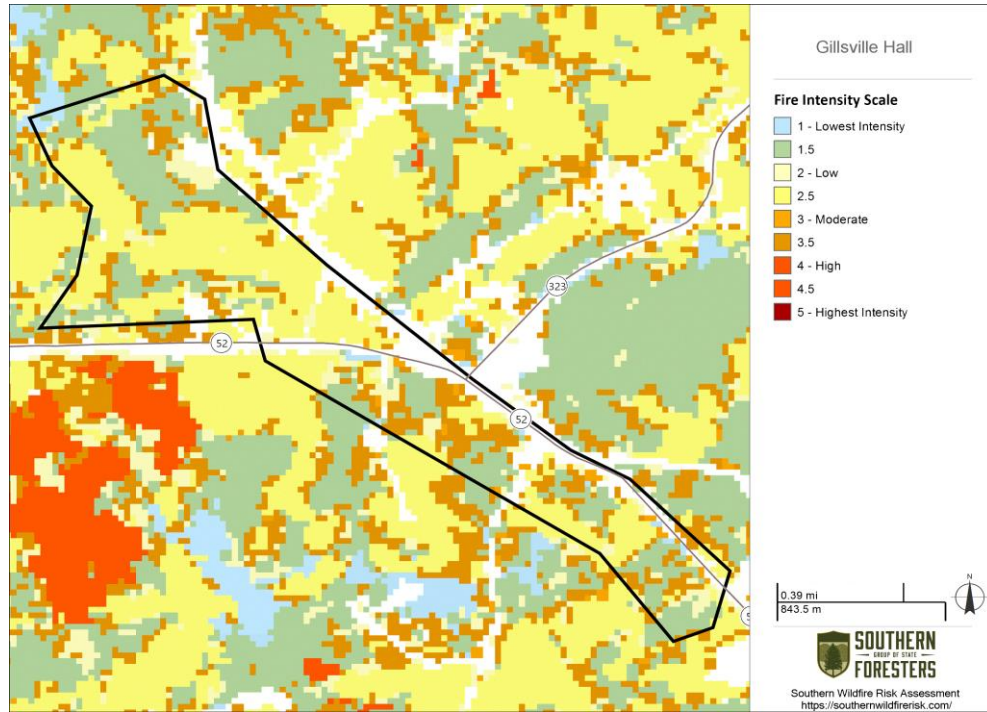 Gillsville Hall
Fire Intensity Scale
1 - Lowest Intensity
1.5
2 - Low
2.5
3 - Moderate
3.5
4 - High
4.5
5 - Highest Intensity
323
52
52
5
N
0.39 mi
843.5 m
SOUTHERN
GROUP OF STATE
FORESTERS
Southern Wildfire Risk Assessment
https://southernwildfirerisk.com/